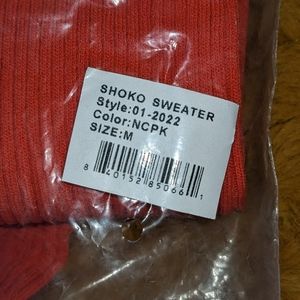 SHOKO SWEATER
Style:01-2022
Color:NCPK
SIZE:M
8 40152 85066 1